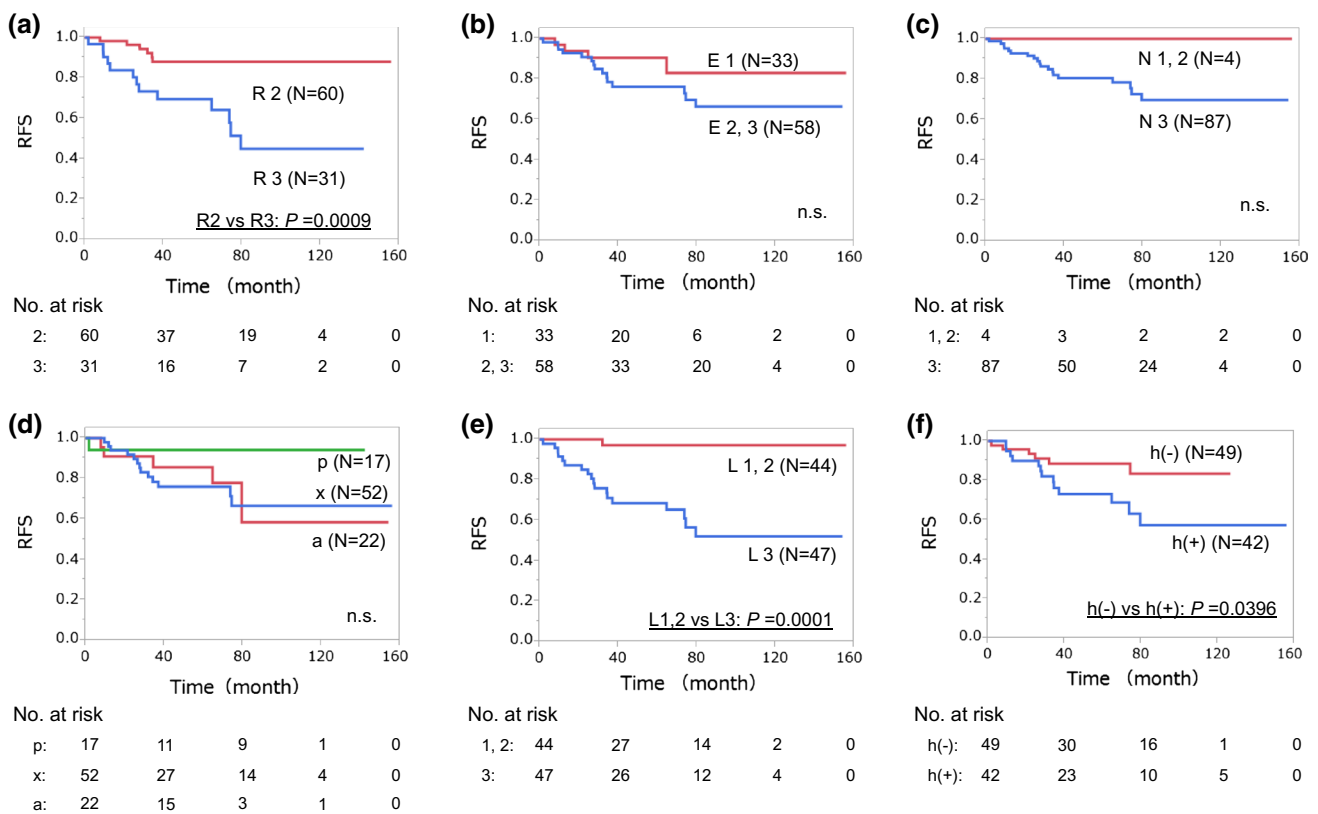 (a)
1.0
0.8
0.6
0.4
0.2
0.0
RFS
R 2 (N=60)
R 3 (N=31)
R2 vs R3: P =0.0009
0 40 80 120 160
Time (month)
No. at risk
2: 60 37 19 4 0
3: 31 16 7 2 0
(b)
1.0
0.8
0.6
0.4
0.2
0.0
RFS
E 1 (N=33)
E 2, 3 (N=58)
n.s.
0 40 80 120 160
Time (month)
No. at risk
1: 33 20 6 2 0
2, 3: 58 33 20 4 0
(c)
1.0
0.8
0.6
0.4
0.2
0.0
RFS
N 1, 2 (N=4)
N 3 (N=87)
n.s.
0 40 80 120 160
Time (month)
No. at risk
1, 2: 4 3 2 2 0
3: 87 50 24 4 0
(d)
1.0
0.8
0.6
0.4
0.2
0.0
RFS
p (N=17)
x (N=52)
a (N=22)
n.s.
0 40 80 120 160
Time (month)
No. at risk
p: 17 11 9 1 0
x: 52 27 14 4 0
a: 22 15 3 1 0
(e)
1.0
0.8
0.6
0.4
0.2
0.0
RFS
L 1, 2 (N=44)
L 3 (N=47)
L1,2 vs L3: P =0.0001
0 40 80 120 160
Time (month)
No. at risk
1, 2: 44 27 14 2 0
3: 47 26 12 4 0
(f)
1.0
0.8
0.6
0.4
0.2
0.0
RFS
h(-) (N=49)
h(+) (N=42)
h(-) vs h(+): P =0.0396
0 40 80 120 160
Time (month)
No. at risk
h(-): 49 30 16 1 0
h(+): 42 23 10 5 0